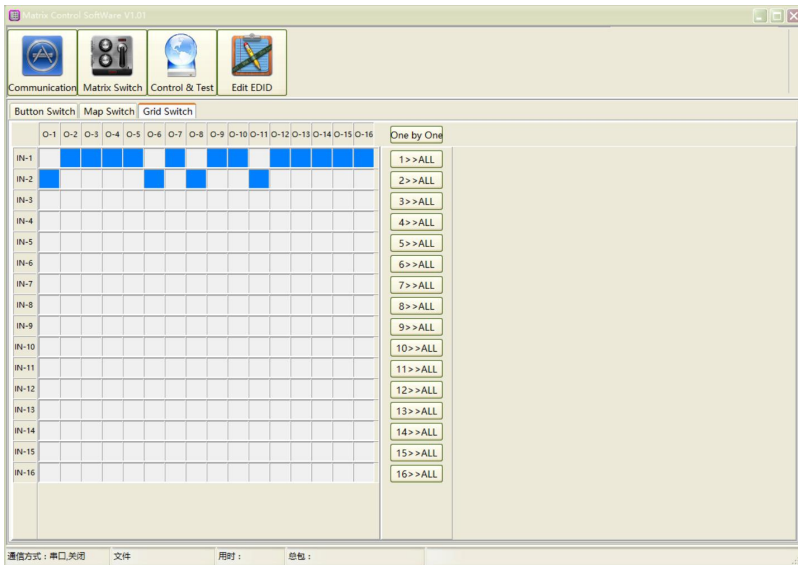 Matrix Control SoftWare V1.01
Communication Matrix Switch Control & Test Edit EDID
Button Switch Map Switch Grid Switch
O-1 O-2 O-3 O-4 O-5 O-6 O-7 O-8 O-9 O-10 O-11 O-12 O-13 O-14 O-15 O-16 One by One
IN-1 1>>ALL
IN-2 2>>ALL
IN-3 3>>ALL
IN-4 4>>ALL
IN-5 5>>ALL
IN-6 6>>ALL
IN-7 7>>ALL
IN-8 8>>ALL
IN-9 9>>ALL
IN-10 10>>ALL
IN-11 11>>ALL
IN-12 12>>ALL
IN-13 13>>ALL
IN-14 14>>ALL
IN-15 15>>ALL
IN-16 16>>ALL
通信方式：串口,关闭 文件 用时： 总包：